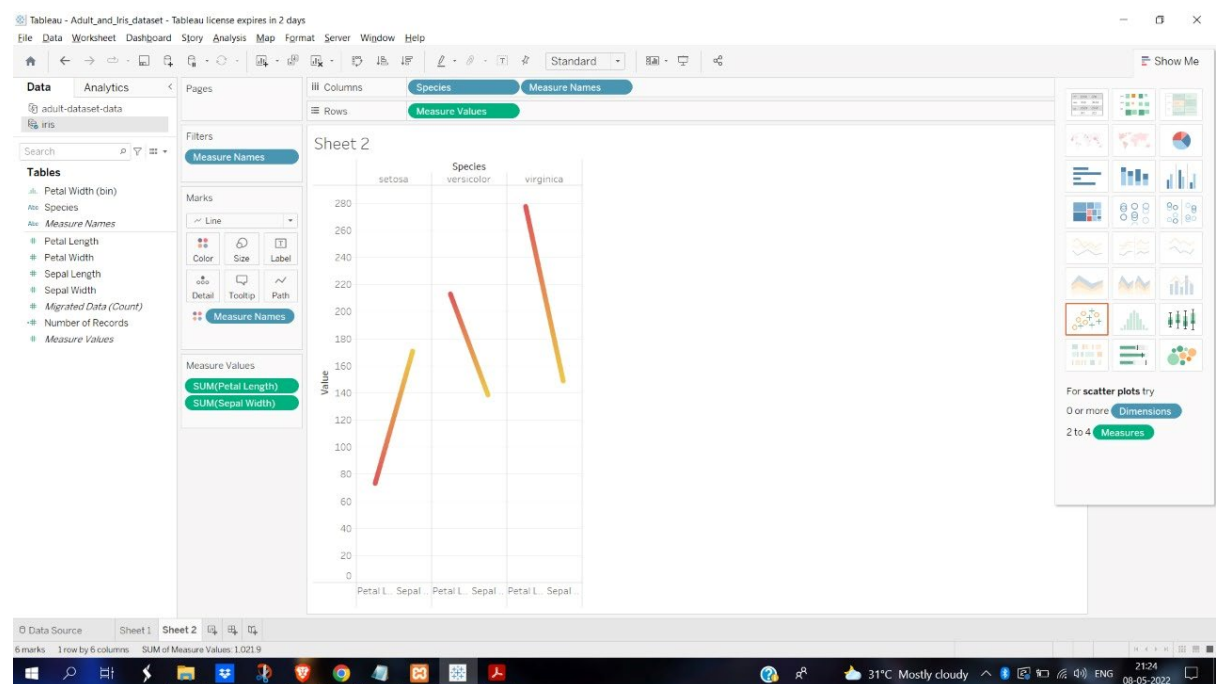 Tableau - Adult_and_Iris_dataset - Tableau license expires in 2 days
File Data Worksheet Dashboard Story Analysis Map Format Server Window Help
Standard
Show Me
Data Analytics
adult-dataset-data
iris
Search
Tables
Petal Width (bin)
Abc Species
Abc Measure Names
# Petal Length
# Petal Width
# Sepal Length
# Sepal Width
# Migrated Data (Count)
# Number of Records
# Measure Values
Pages
Filters
Measure Names
Marks
Line
Color Size Label
Detail Tooltip Path
Measure Names
Measure Values
SUM(Petal Length)
SUM(Sepal Width)
Columns Species Measure Names
Rows Measure Values
Sheet 2
Species
setosa versicolor virginica
280
260
240
220
200
180
160
140
120
100
80
60
40
20
0
Value
Petal L.. Sepal .. Petal L.. Sepal .. Petal L.. Sepal ..
For scatter plots try
0 or more Dimensions
2 to 4 Measures
Data Source Sheet 1 Sheet 2
6 marks 1 row by 6 columns SUM of Measure Values: 1,021.9
31°C Mostly cloudy ENG
21:24
08-05-2022